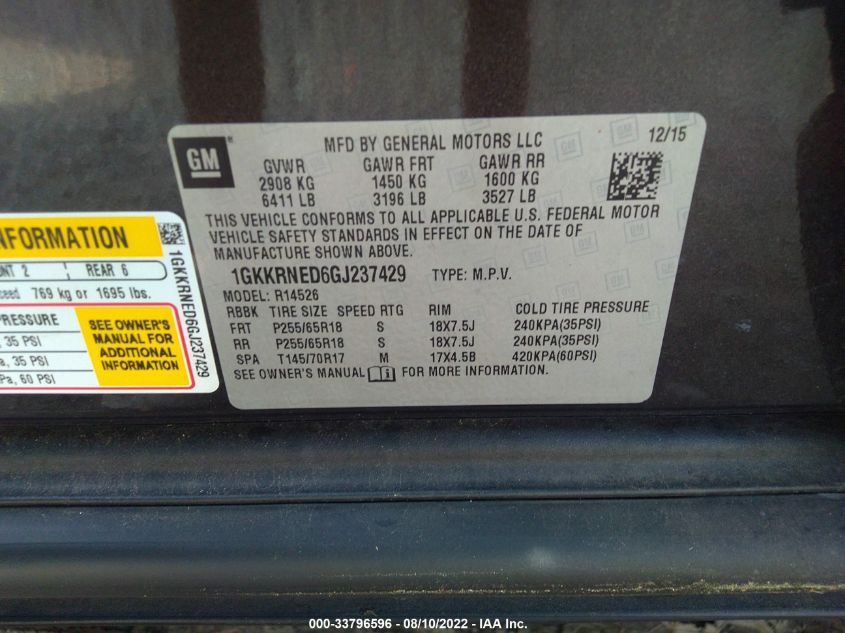 GM
MFD BY GENERAL MOTORS LLC
12/15
GVWR GAWR FRT GAWR RR
2908 KG 1450 KG 1600 KG
6411 LB 3196 LB 3527 LB
THIS VEHICLE CONFORMS TO ALL APPLICABLE U.S. FEDERAL MOTOR
VEHICLE SAFETY STANDARDS IN EFFECT ON THE DATE OF
MANUFACTURE SHOWN ABOVE.
1GKKRNED6GJ237429 TYPE: M.P.V.
MODEL: R14526
RBBK TIRE SIZE SPEED RTG RIM COLD TIRE PRESSURE
FRT P255/65R18 S 18X7.5J 240KPA(35PSI)
RR P255/65R18 S 18X7.5J 240KPA(35PSI)
SPA T145/70R17 M 17X4.5B 420KPA(60PSI)
SEE OWNER'S MANUAL FOR MORE INFORMATION.
NFORMATION
NT 2 REAR 6
ceed 769 kg or 1695 lbs.
PRESSURE
, 35 PSI
a, 35 PSI
Pa, 60 PSI
SEE OWNER'S
MANUAL FOR
ADDITIONAL
INFORMATION
1GKKRNED6GJ237429
000-33796596 - 08/10/2022 - IAA Inc.